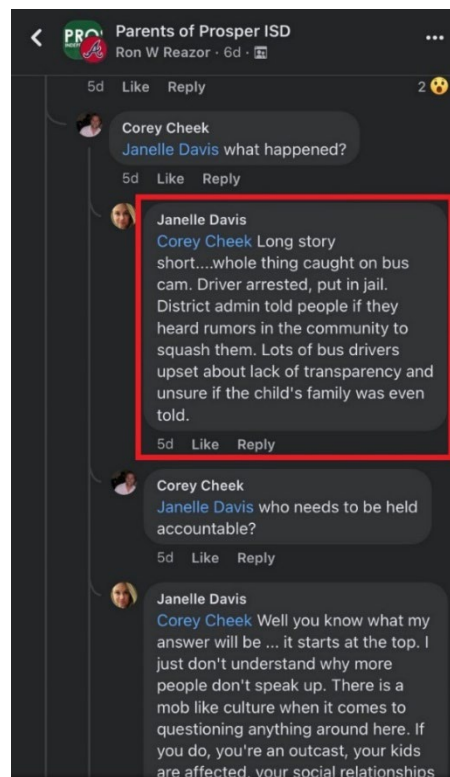 PRO
Parents of Prosper ISD
Ron W Reazor · 6d ·
5d Like Reply 2
Corey Cheek
Janelle Davis what happened?
5d Like Reply
Janelle Davis
Corey Cheek Long story
short....whole thing caught on bus
cam. Driver arrested, put in jail.
District admin told people if they
heard rumors in the community to
squash them. Lots of bus drivers
upset about lack of transparency and
unsure if the child's family was even
told.
5d Like Reply
Corey Cheek
Janelle Davis who needs to be held
accountable?
5d Like Reply
Janelle Davis
Corey Cheek Well you know what my
answer will be ... it starts at the top. I
just don't understand why more
people don't speak up. There is a
mob like culture when it comes to
questioning anything around here. If
you do, you're an outcast, your kids
are affected, your social relationships